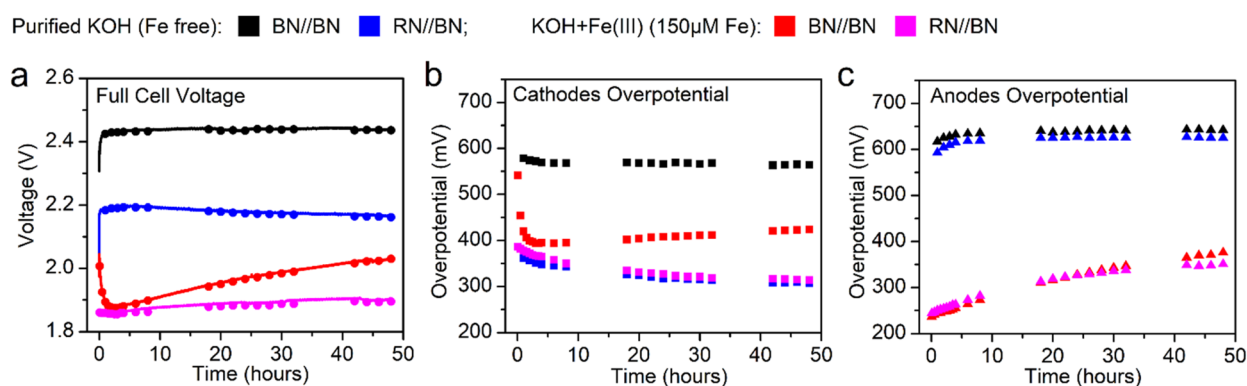 Purified KOH (Fe free): BN//BN RN//BN; KOH+Fe(III) (150µM Fe): BN//BN RN//BN
a
Full Cell Voltage
Voltage (V)
2.6
2.4
2.2
2.0
1.8
0 10 20 30 40 50
Time (hours)
b
Cathodes Overpotential
Overpotential (mV)
700
600
500
400
300
200
0 10 20 30 40 50
Time (hours)
c
Anodes Overpotential
Overpotential (mV)
700
600
500
400
300
200
0 10 20 30 40 50
Time (hours)